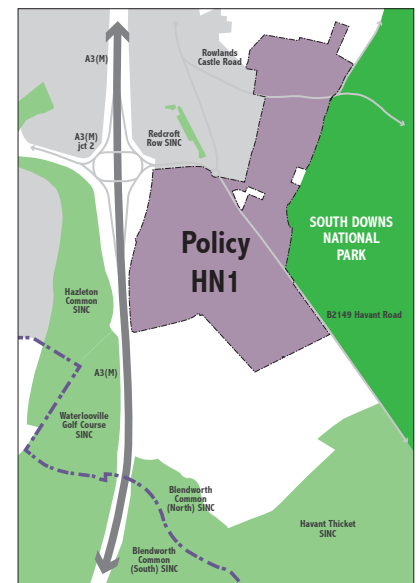 Rowlands
Castle Road
A3(M)
A3(M)
jct 2
Redcroft
Row SINC
SOUTH DOWNS
NATIONAL
PARK
Policy
HN1
Hazleton
Common
SINC
B2149 Havant Road
A3(M)
Waterlooville
Golf Course
SINC
Blendworth
Common
(North) SINC
Havant Thicket
SINC
Blendworth
Common
(South) SINC